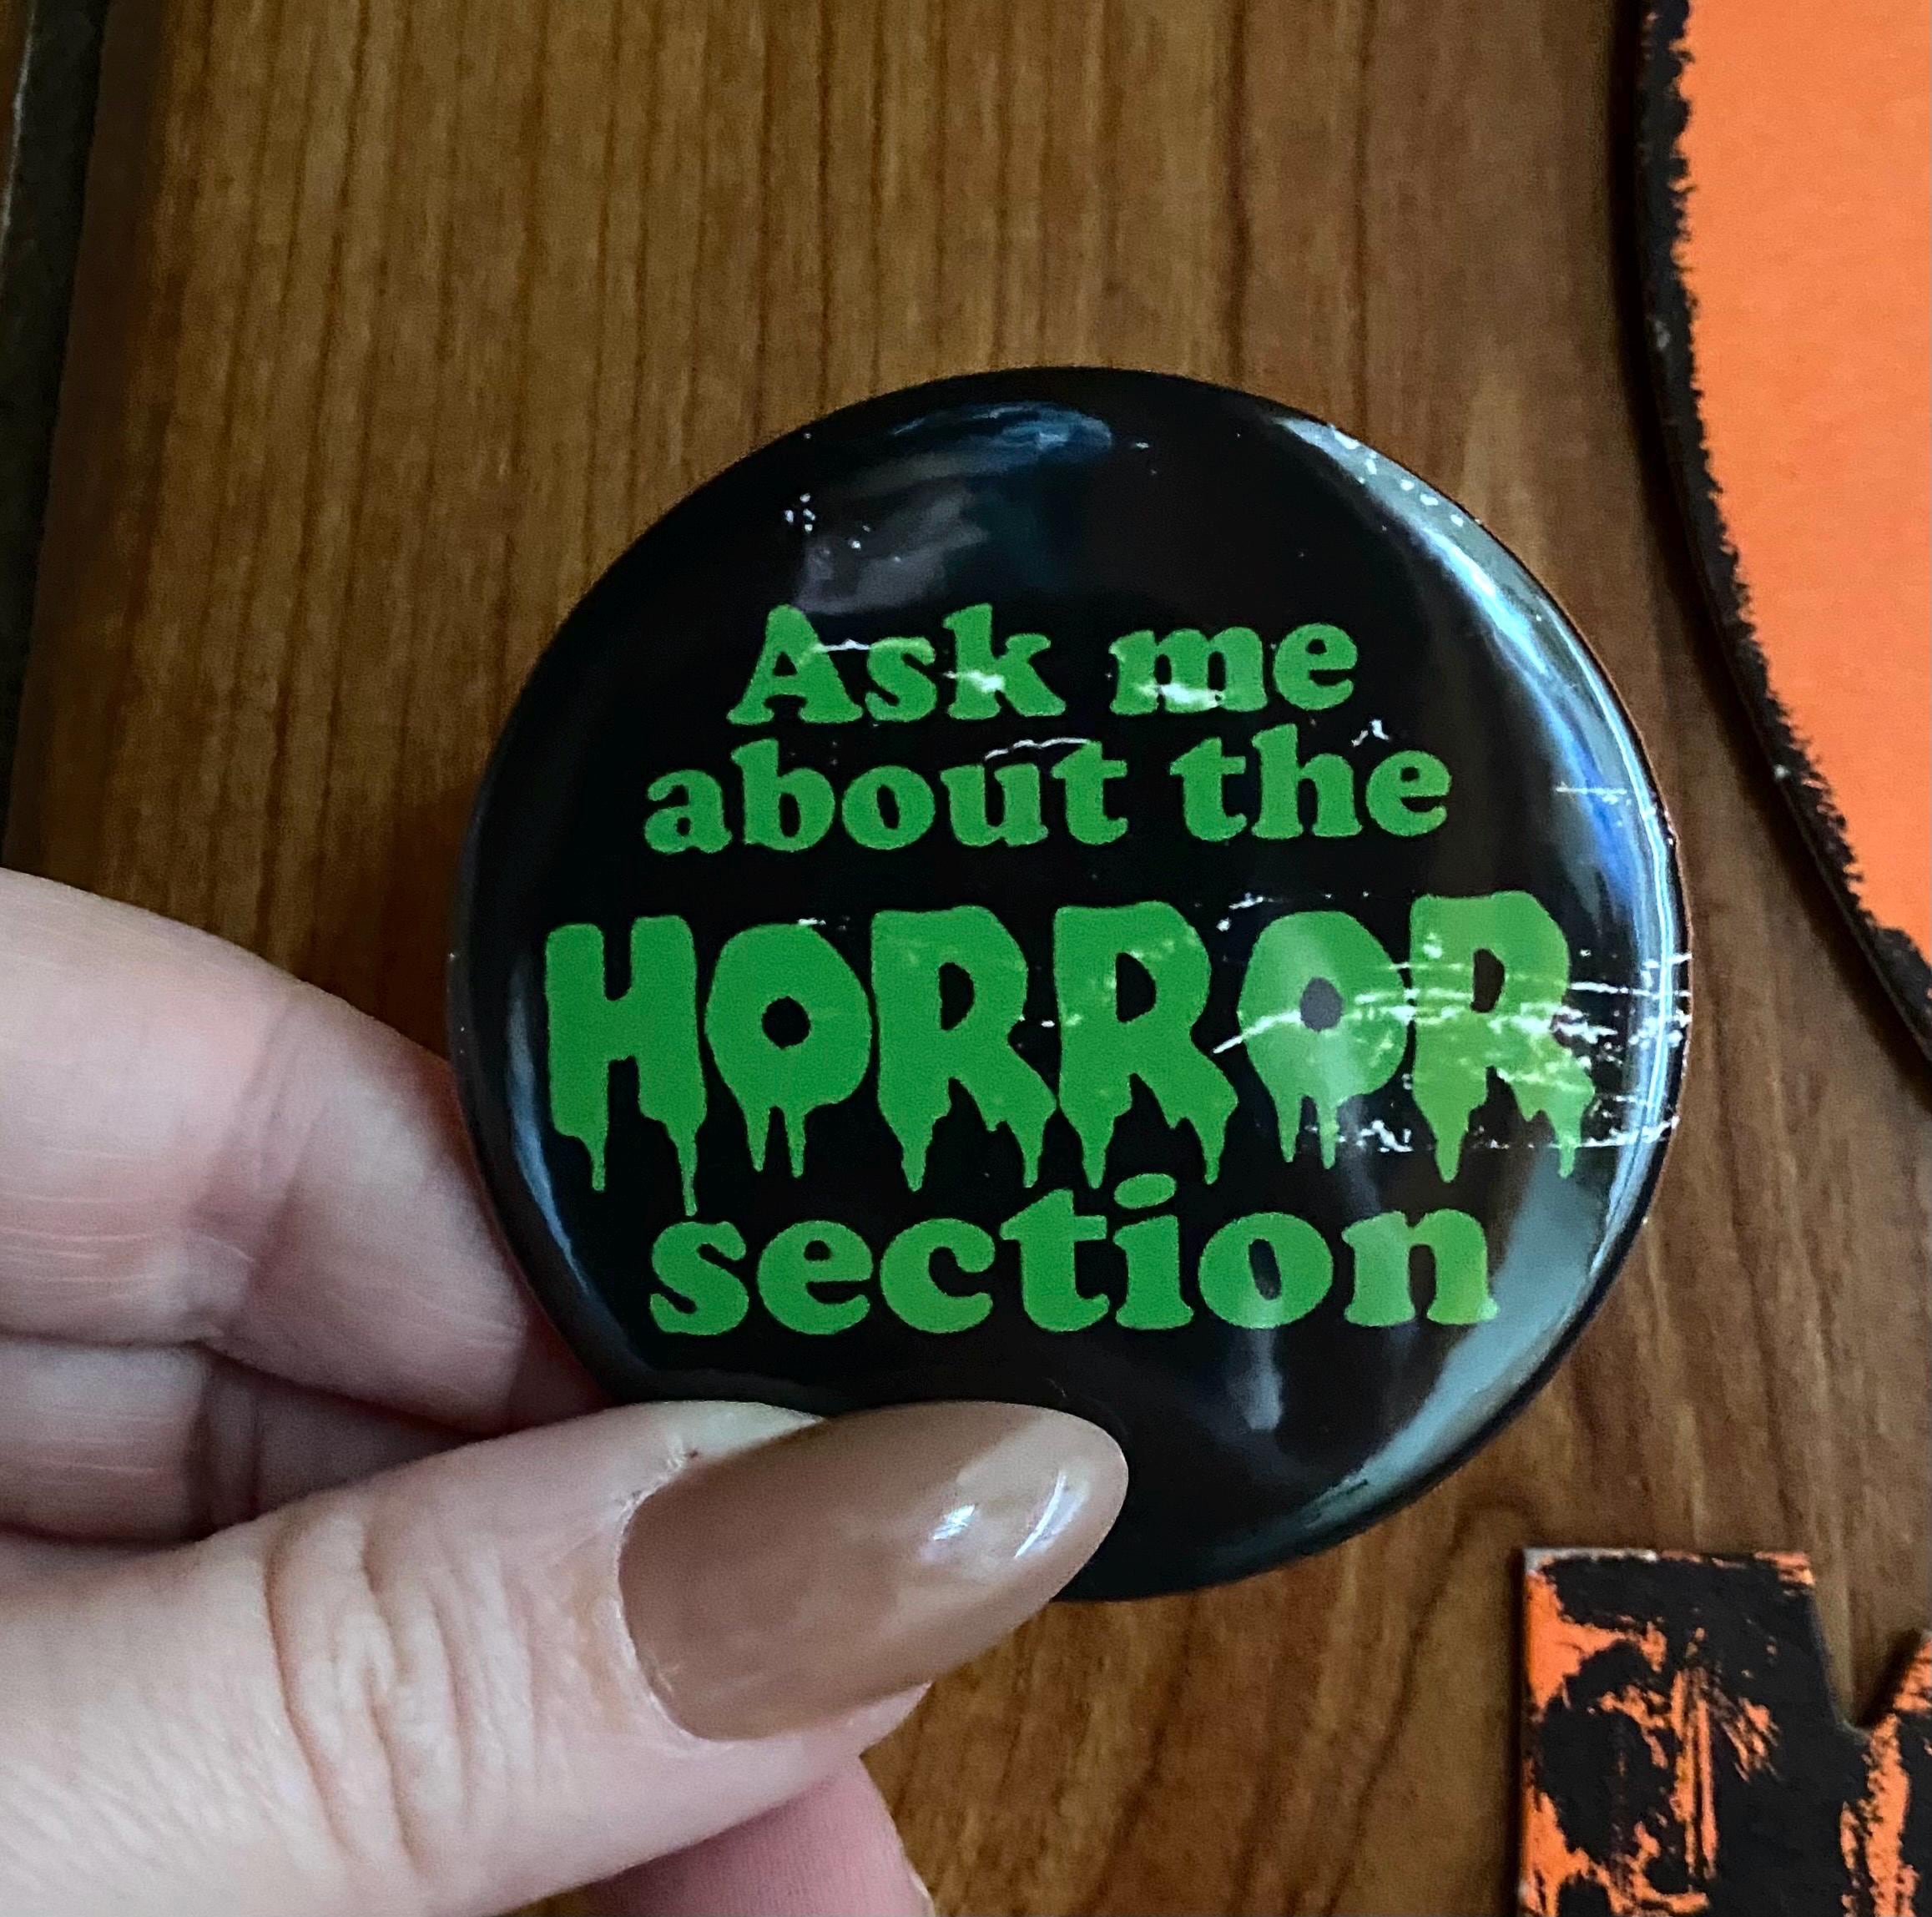 Ask me
about the
HORROR
section